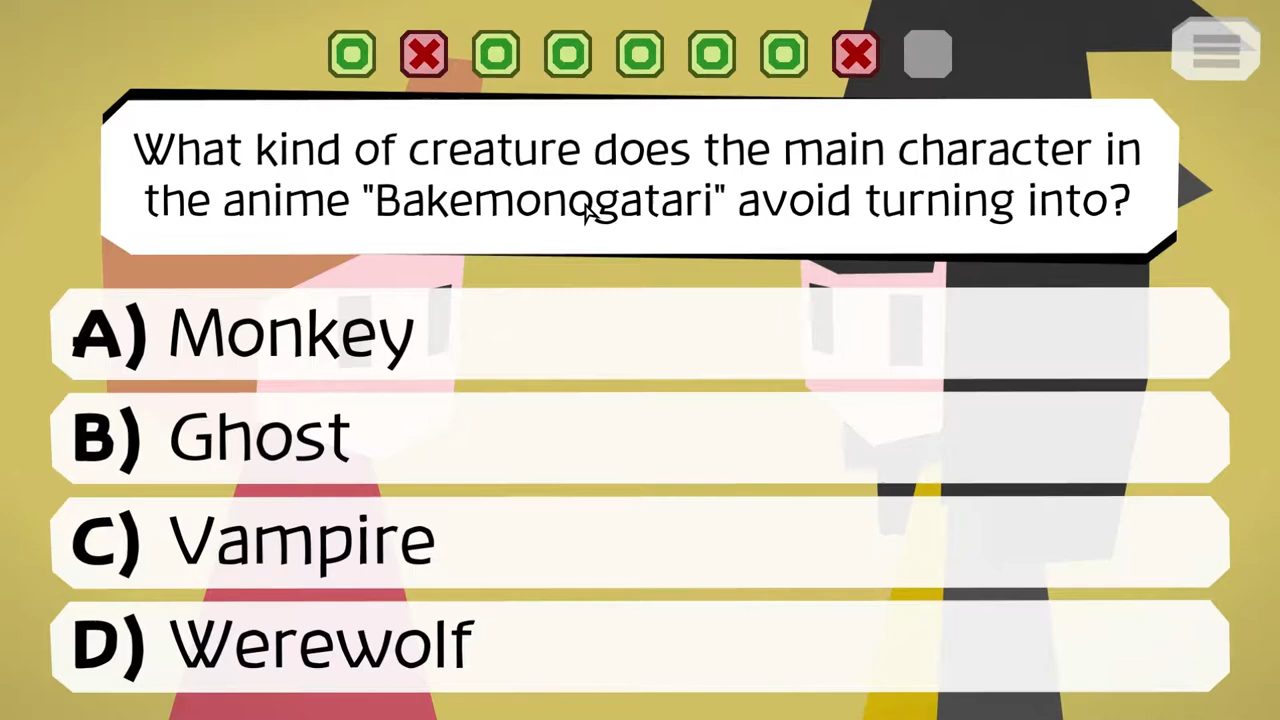 What kind of creature does the main character in
the anime "Bakemonogatari" avoid turning into?
A) Monkey
B) Ghost
C) Vampire
D) Werewolf